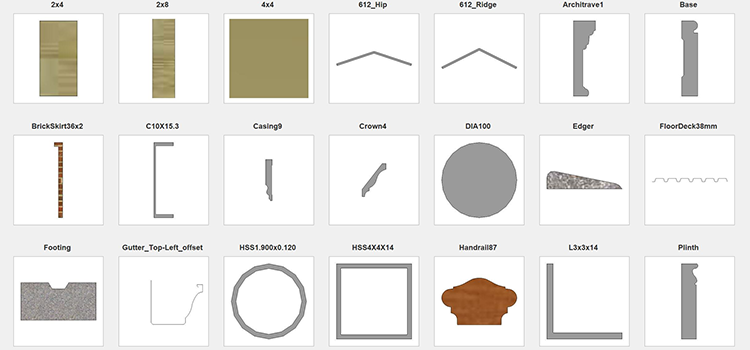 2x4 2x8 4x4 612_Hip 612_Ridge Architrave1 Base
BrickSkirt36x2 C10X15.3 Casing9 Crown4 DIA100 Edger FloorDeck38mm
Footing Gutter_Top-Left_offset HSS1.900x0.120 HSS4X4X14 Handrail87 L3x3x14 Plinth